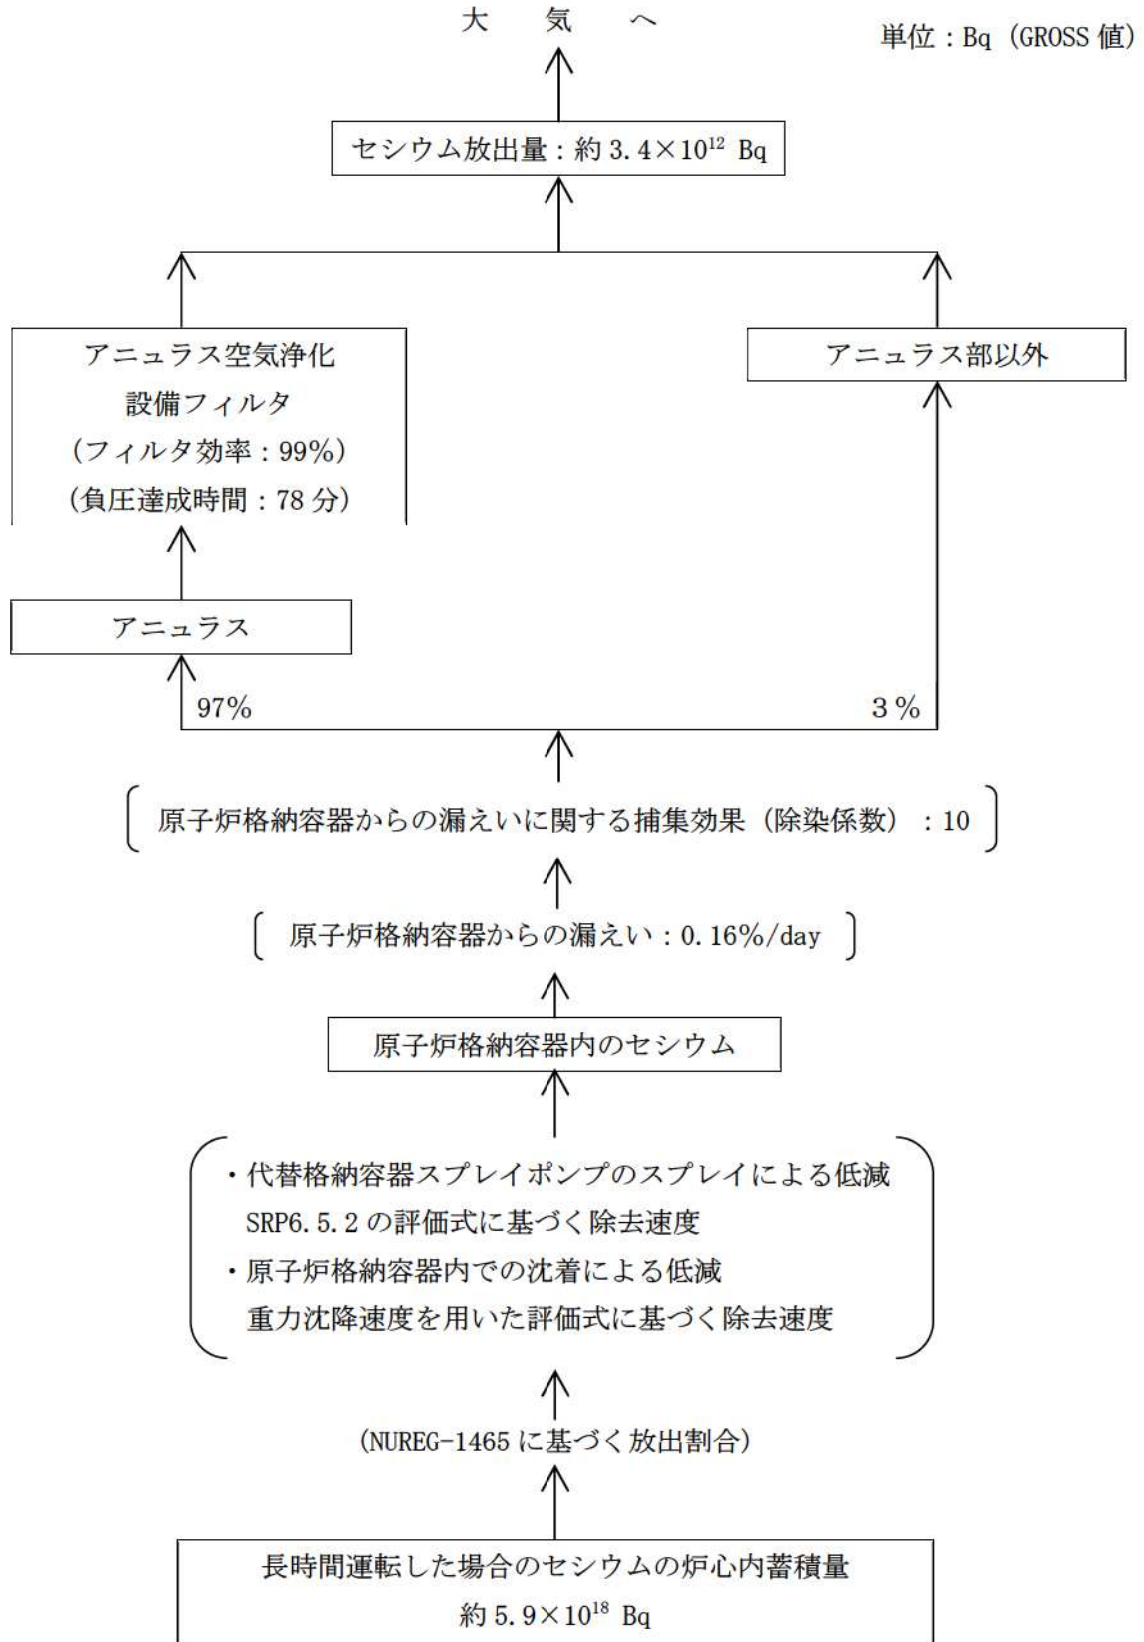 大　気　へ
単位：Bq（GROSS 値）
セシウム放出量：約 3.4×10¹² Bq
アニュラス空気浄化
設備フィルタ
（フィルタ効率：99%）
（負圧達成時間：78 分）
アニュラス部以外
アニュラス
97%
３%
原子炉格納容器からの漏えいに関する捕集効果（除染係数）：10
原子炉格納容器からの漏えい：0.16%/day
原子炉格納容器内のセシウム
・代替格納容器スプレイポンプのスプレイによる低減
SRP6.5.2 の評価式に基づく除去速度
・原子炉格納容器内での沈着による低減
重力沈降速度を用いた評価式に基づく除去速度
（NUREG-1465 に基づく放出割合）
長時間運転した場合のセシウムの炉心内蓄積量
約 5.9×10¹⁸ Bq